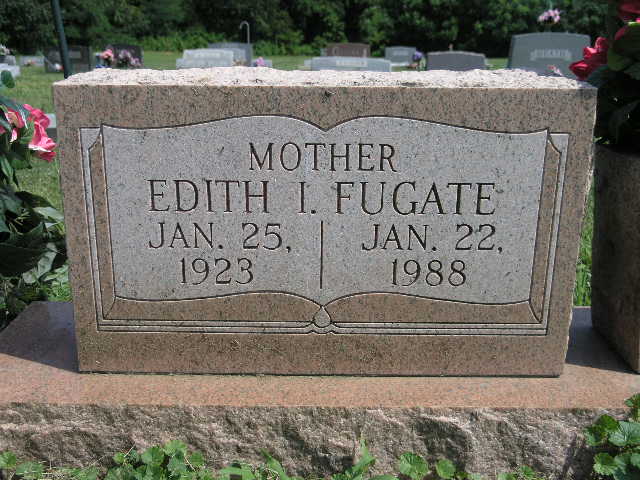 MOTHER
EDITH I. FUGATE
JAN. 25, JAN. 22,
1923 1988